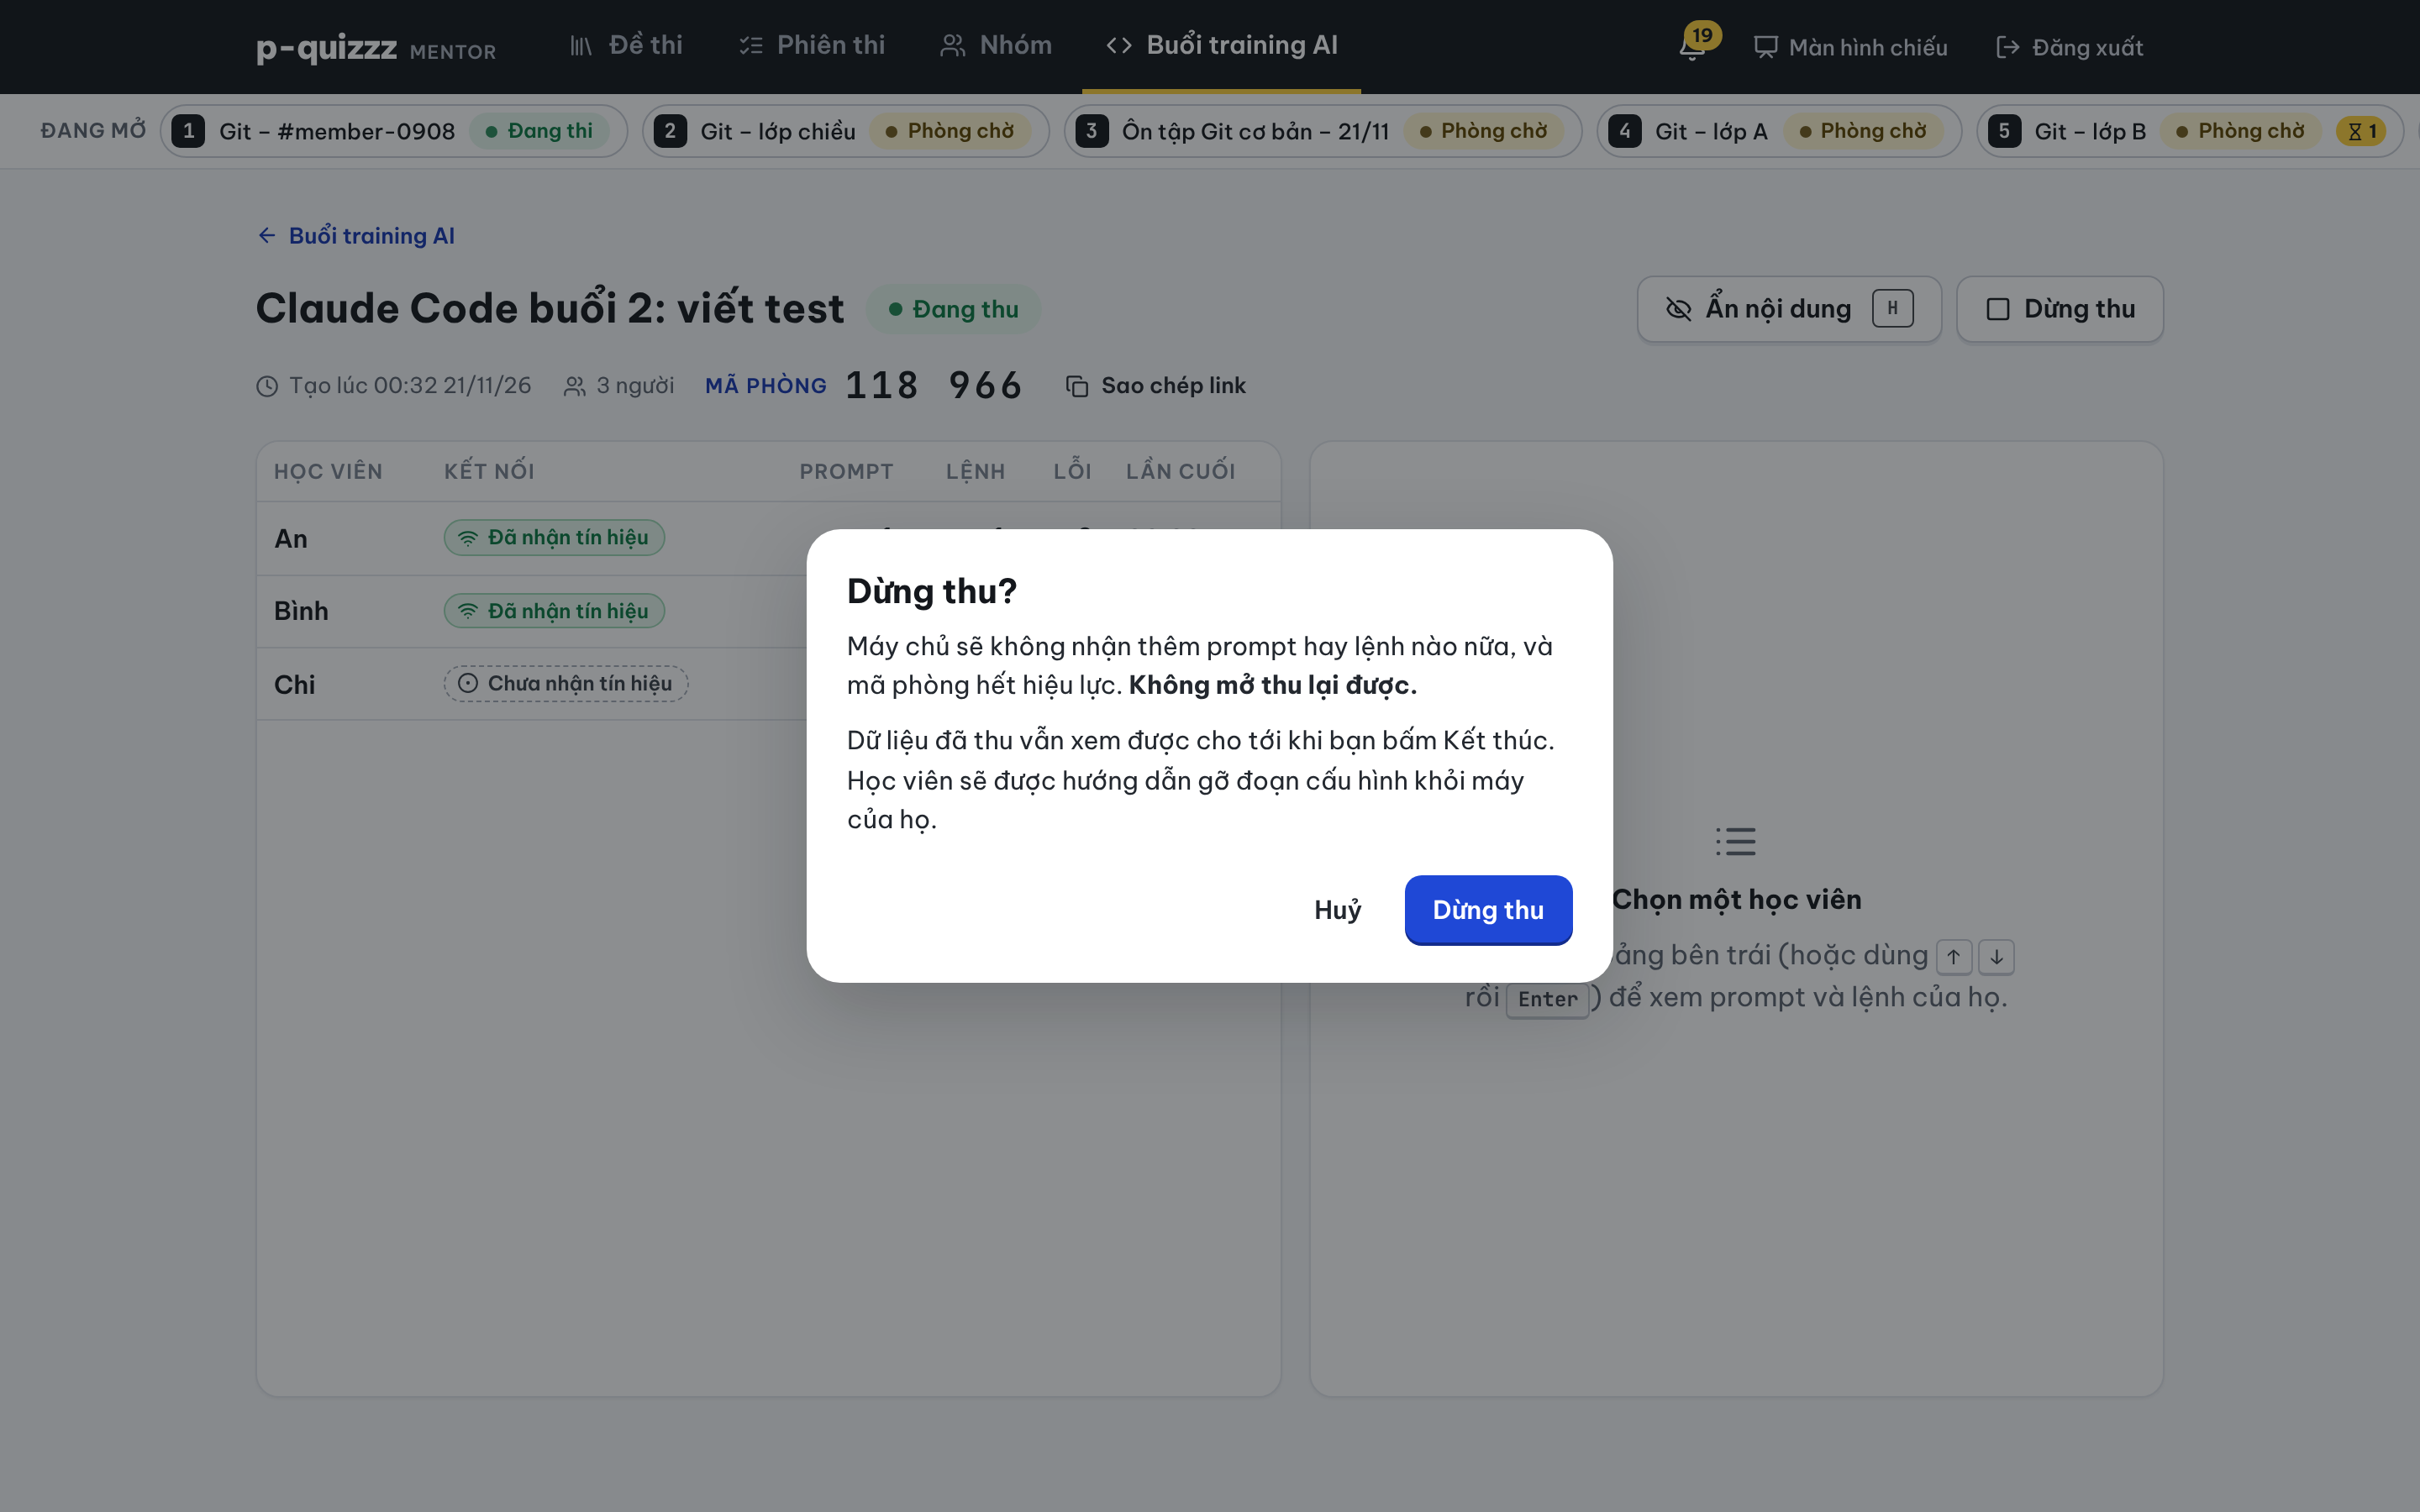 p-quizzz MENTOR
Đề thi
Phiên thi
Nhóm
Buổi training AI
19
Màn hình chiếu
Đăng xuất
ĐANG MỞ
1 Git – #member-0908 Đang thi
2 Git – lớp chiều Phòng chờ
3 Ôn tập Git cơ bản – 21/11 Phòng chờ
4 Git – lớp A Phòng chờ
5 Git – lớp B Phòng chờ 1
Buổi training AI
Claude Code buổi 2: viết test Đang thu
Ẩn nội dung H
Dừng thu
Tạo lúc 00:32 21/11/26 3 người MÃ PHÒNG 118 966 Sao chép link
HỌC VIÊN KẾT NỐI PROMPT LỆNH LỖI LẦN CUỐI
An Đã nhận tín hiệu
Bình Đã nhận tín hiệu
Chi Chưa nhận tín hiệu
Dừng thu?
Máy chủ sẽ không nhận thêm prompt hay lệnh nào nữa, và
mã phòng hết hiệu lực. Không mở thu lại được.
Dữ liệu đã thu vẫn xem được cho tới khi bạn bấm Kết thúc.
Học viên sẽ được hướng dẫn gỡ đoạn cấu hình khỏi máy
của họ.
Huỷ
Dừng thu
Chọn một học viên
bên trái (hoặc dùng ↑ ↓
rồi Enter) để xem prompt và lệnh của họ.